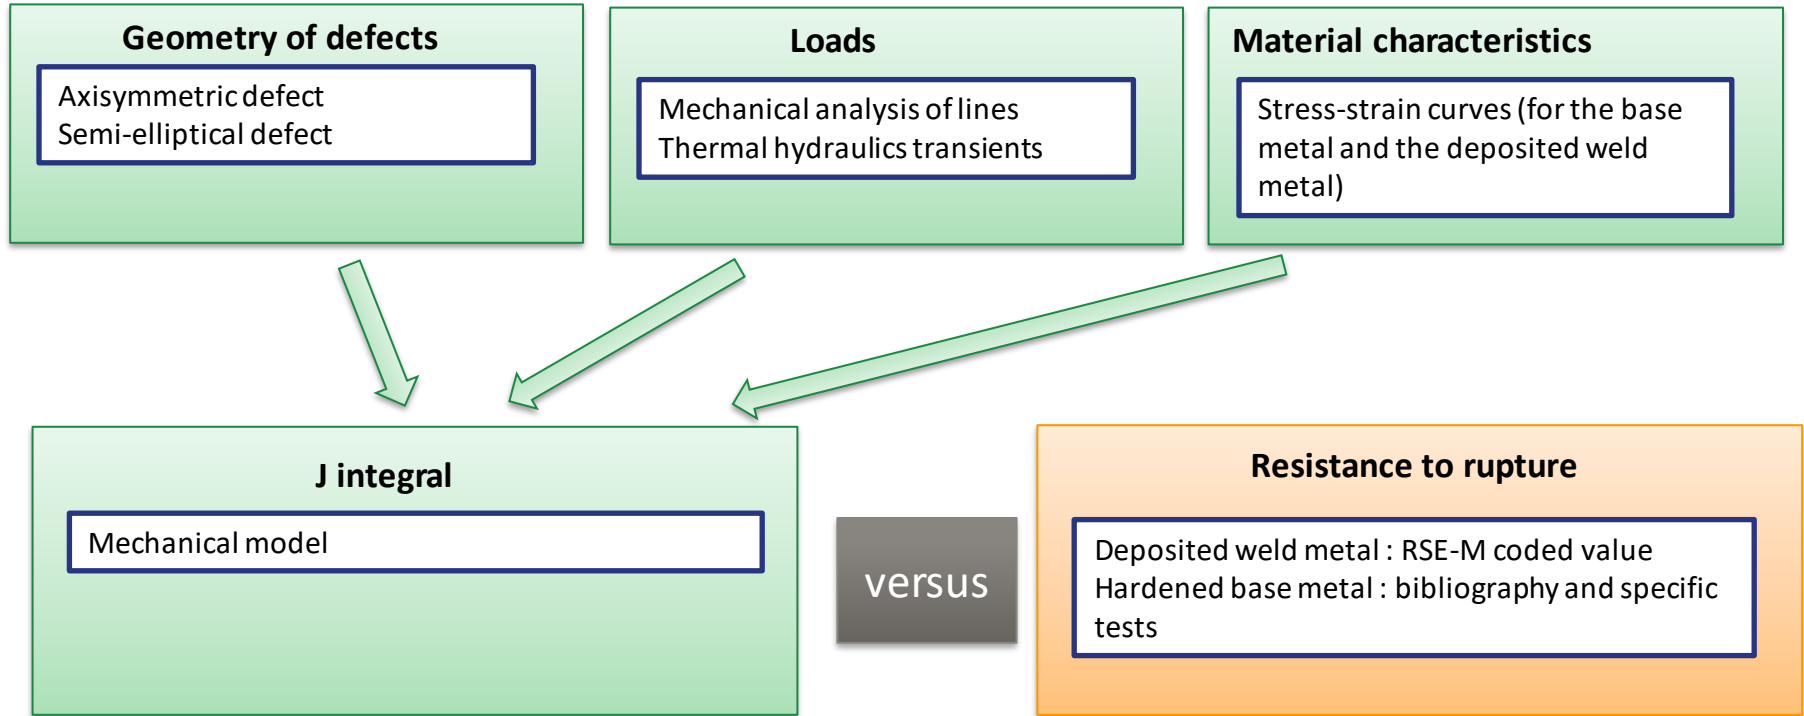 Geometry of defects
Axisymmetric defect
Semi-elliptical defect
Loads
Mechanical analysis of lines
Thermal hydraulics transients
Material characteristics
Stress-strain curves (for the base
metal and the deposited weld
metal)
J integral
Mechanical model
versus
Resistance to rupture
Deposited weld metal : RSE-M coded value
Hardened base metal : bibliography and specific
tests